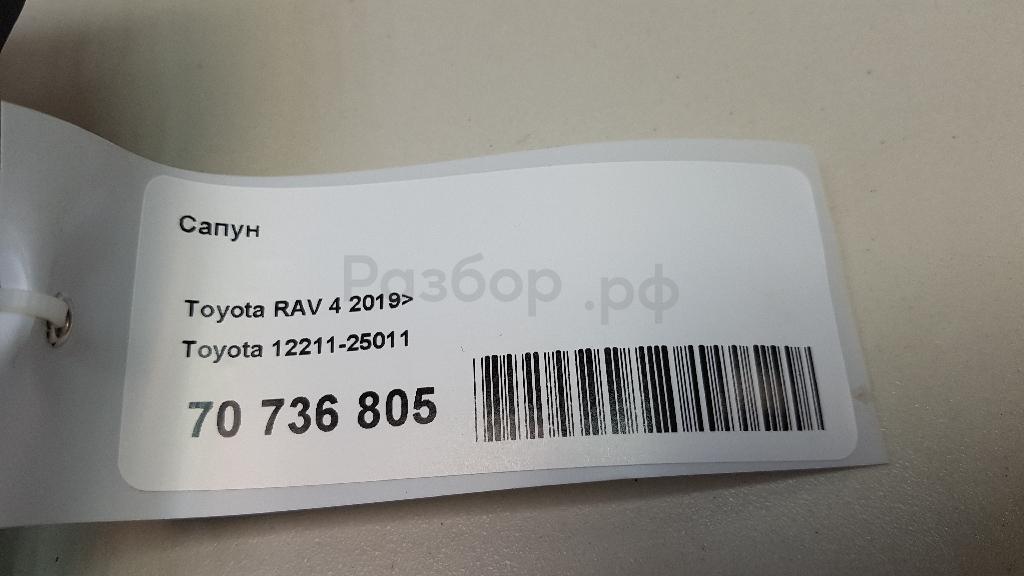 Сапун
Разбор.рф
Toyota RAV 4 2019>
Toyota 12211-25011
70 736 805